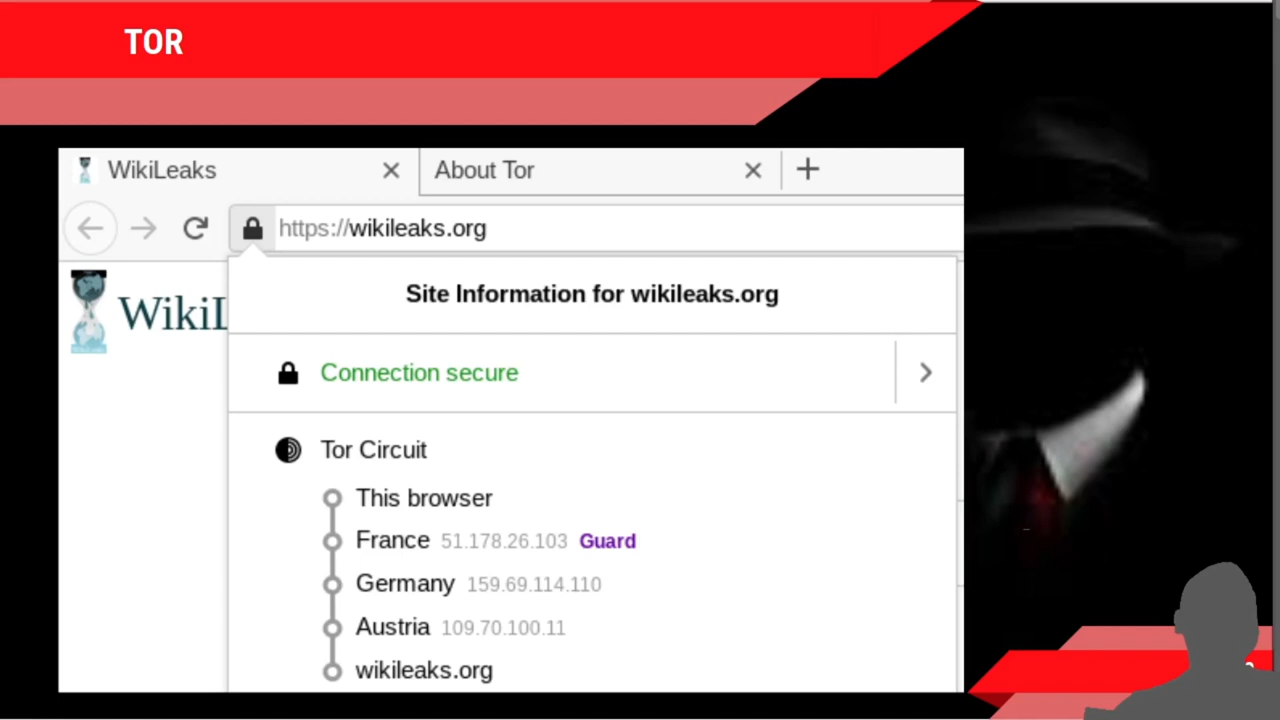 TOR
WikiLeaks
About Tor
https://wikileaks.org
WikiL
Site Information for wikileaks.org
Connection secure
Tor Circuit
This browser
France 51.178.26.103 Guard
Germany 159.69.114.110
Austria 109.70.100.11
wikileaks.org